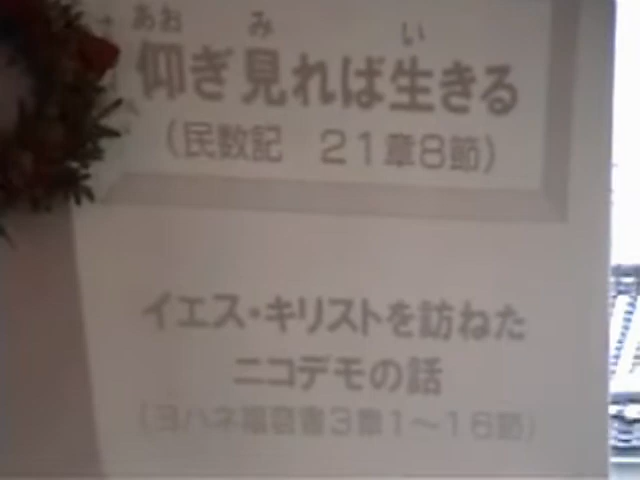 あお み い
仰ぎ見れば生きる
（民数記 21章8節）
イエス・キリストを訪ねた
ニコデモの話
（ヨハネ福音書3章1～16節）